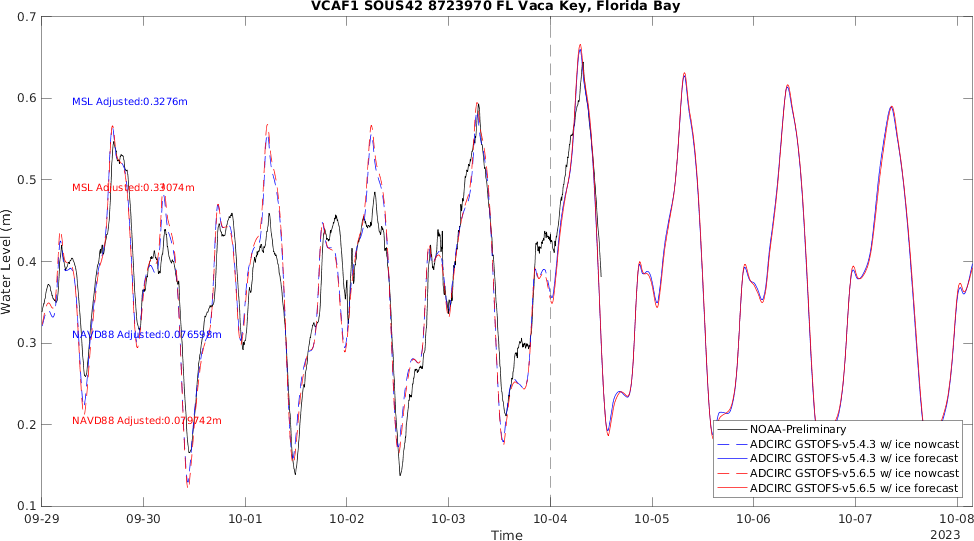 VCAF1 SOUS42 8723970 FL Vaca Key, Florida Bay
Water Level (m)
0.7
0.6
0.5
0.4
0.3
0.2
0.1
MSL Adjusted:0.3276m
MSL Adjusted:0.33074m
NAVD88 Adjusted:0.076598m
NAVD88 Adjusted:0.079742m
NOAA-Preliminary
ADCIRC GSTOFS-v5.4.3 w/ ice nowcast
ADCIRC GSTOFS-v5.4.3 w/ ice forecast
ADCIRC GSTOFS-v5.6.5 w/ ice nowcast
ADCIRC GSTOFS-v5.6.5 w/ ice forecast
09-29 09-30 10-01 10-02 10-03 10-04 10-05 10-06 10-07 10-08
2023
Time